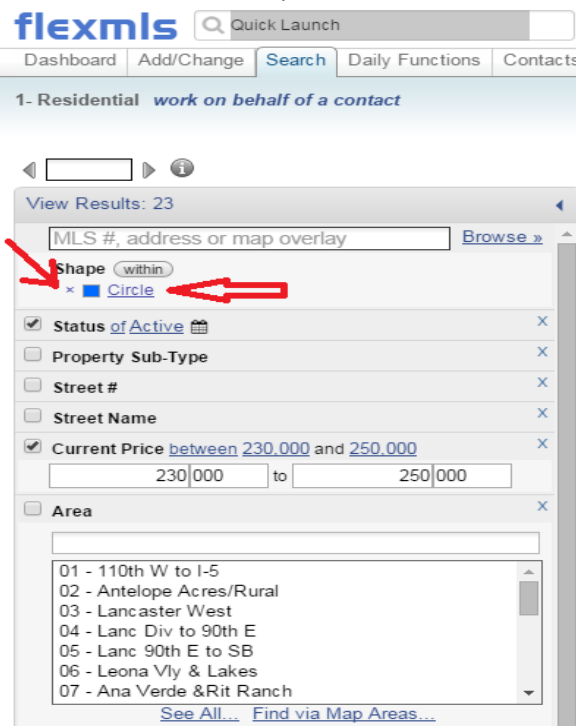 flexmls Quick Launch
Dashboard Add/Change Search Daily Functions Contacts
1- Residential work on behalf of a contact
View Results: 23
MLS #, address or map overlay Browse »
Shape within
× Circle
Status of Active X
Property Sub-Type X
Street # X
Street Name X
Current Price between 230,000 and 250,000 X
230 000 to 250 000
Area X
01 - 110th W to I-5
02 - Antelope Acres/Rural
03 - Lancaster West
04 - Lanc Div to 90th E
05 - Lanc 90th E to SB
06 - Leona Vly & Lakes
07 - Ana Verde &Rit Ranch
See All... Find via Map Areas...